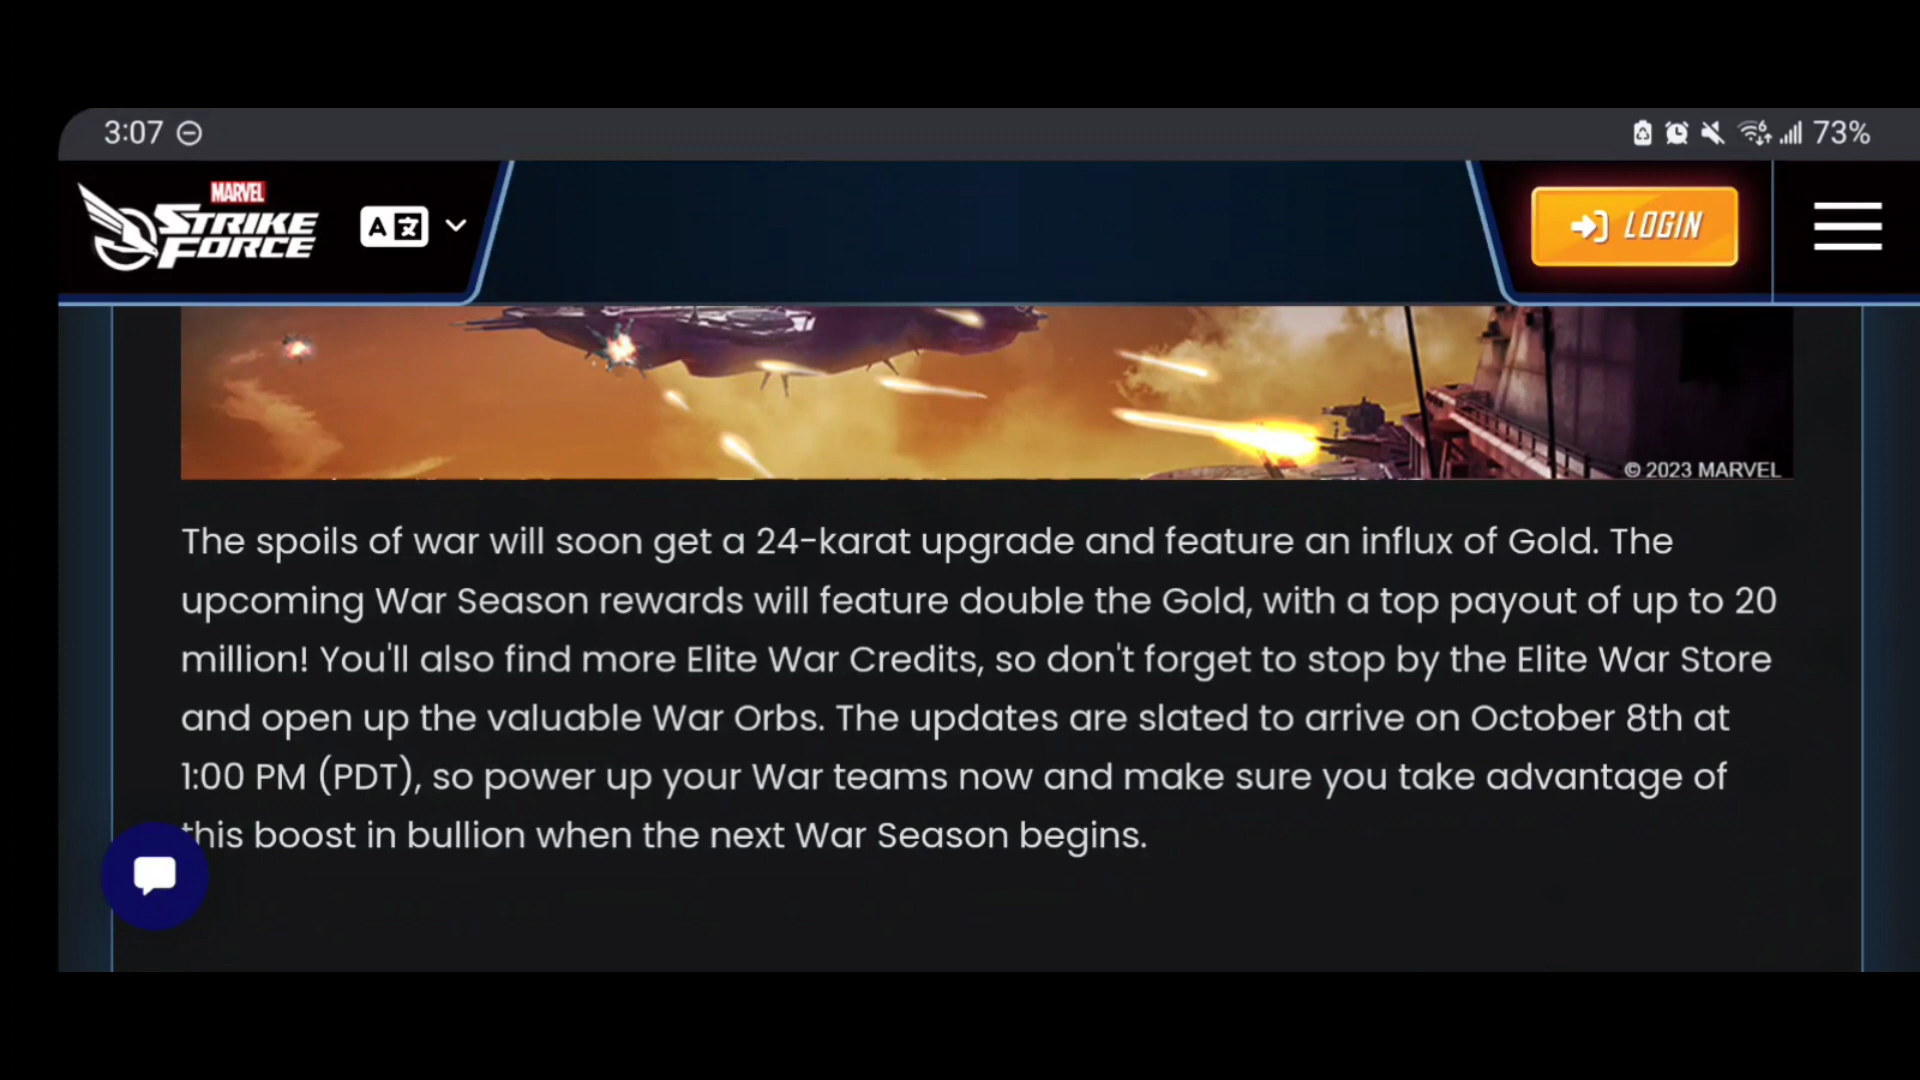 3:07
73%
MARVEL
STRIKE
FORCE
A文
LOGIN
© 2023 MARVEL
The spoils of war will soon get a 24-karat upgrade and feature an influx of Gold. The
upcoming War Season rewards will feature double the Gold, with a top payout of up to 20
million! You'll also find more Elite War Credits, so don't forget to stop by the Elite War Store
and open up the valuable War Orbs. The updates are slated to arrive on October 8th at
1:00 PM (PDT), so power up your War teams now and make sure you take advantage of
this boost in bullion when the next War Season begins.